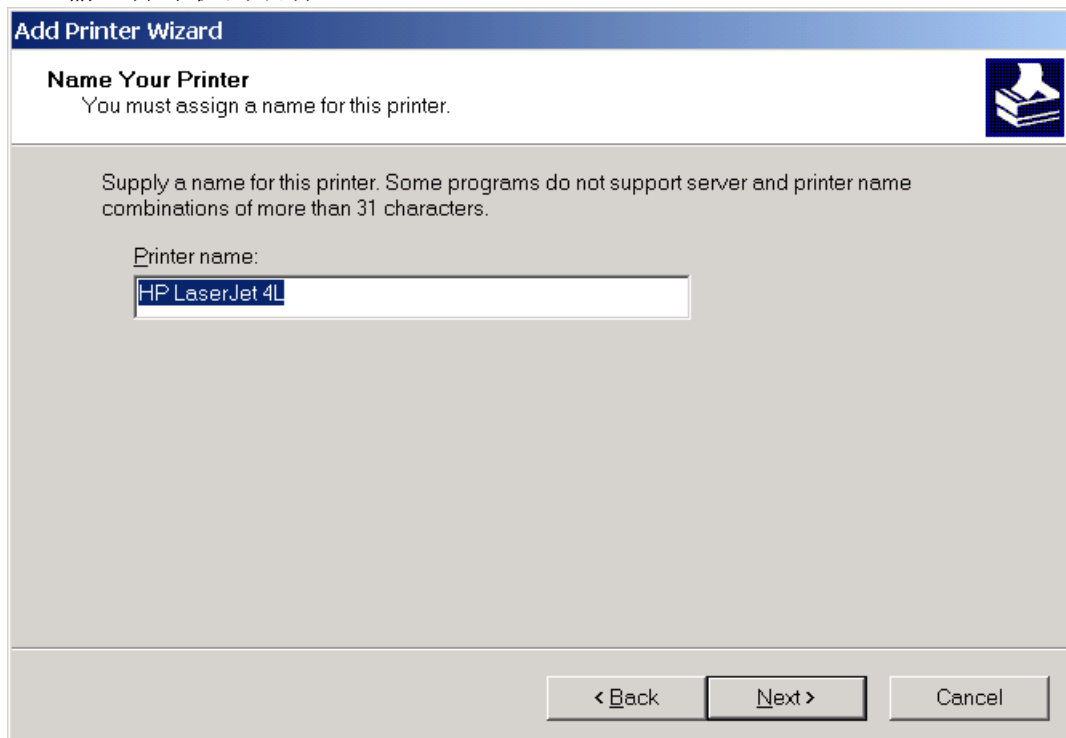 Add Printer Wizard
Name Your Printer
You must assign a name for this printer.
Supply a name for this printer. Some programs do not support server and printer name
combinations of more than 31 characters.
Printer name:
HP LaserJet 4L
< Back
Next >
Cancel